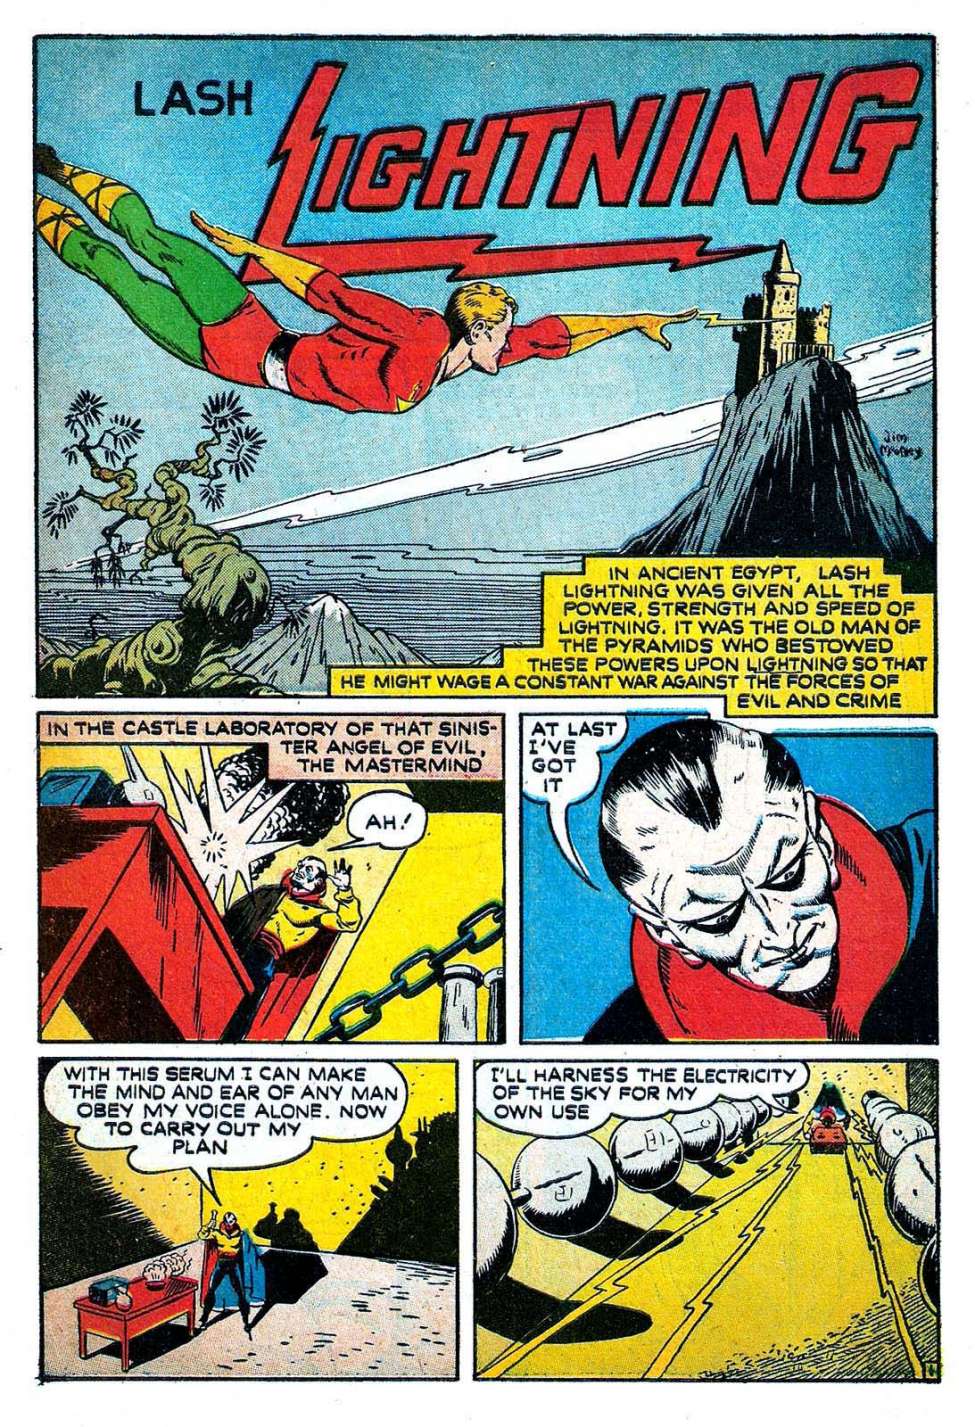 LASH
LIGHTNING
Jim
Mooney
IN ANCIENT EGYPT, LASH
LIGHTNING WAS GIVEN ALL THE
POWER, STRENGTH AND SPEED OF
LIGHTNING. IT WAS THE OLD MAN OF
THE PYRAMIDS WHO BESTOWED
THESE POWERS UPON LIGHTNING SO THAT
HE MIGHT WAGE A CONSTANT WAR AGAINST THE FORCES OF
EVIL AND CRIME
IN THE CASTLE LABORATORY OF THAT SINIS-
TER ANGEL OF EVIL,
THE MASTERMIND
AH!
AT LAST
I'VE
GOT
IT
WITH THIS SERUM I CAN MAKE
THE MIND AND EAR OF ANY MAN
OBEY MY VOICE ALONE. NOW
TO CARRY OUT MY
PLAN
I'LL HARNESS THE ELECTRICITY
OF THE SKY FOR MY
OWN USE